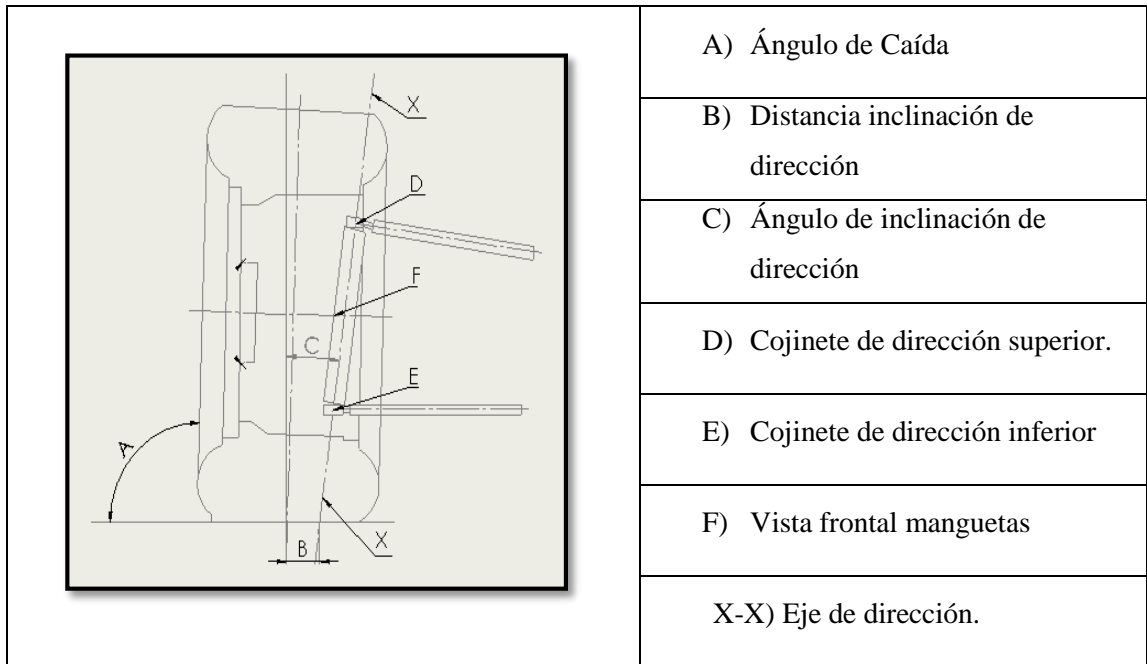 X
D
F
C
E
A
B
X
A) Ángulo de Caída
B) Distancia inclinación de
dirección
C) Ángulo de inclinación de
dirección
D) Cojinete de dirección superior.
E) Cojinete de dirección inferior
F) Vista frontal manguetas
X-X) Eje de dirección.